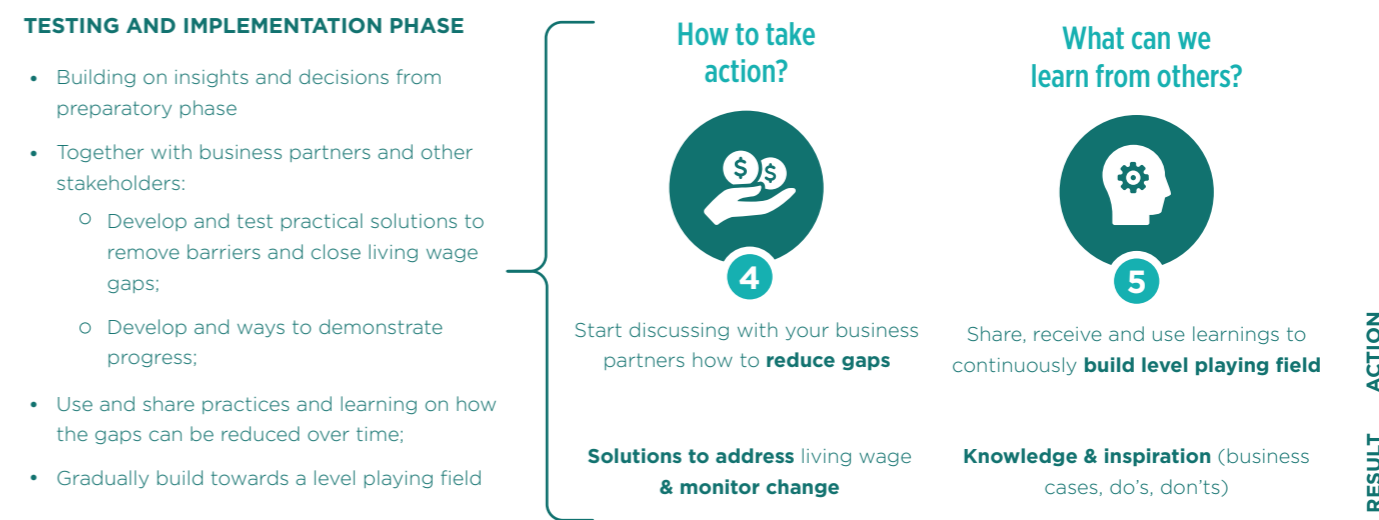 TESTING AND IMPLEMENTATION PHASE
• Building on insights and decisions from
preparatory phase
• Together with business partners and other
stakeholders:
○ Develop and test practical solutions to
remove barriers and close living wage
gaps;
○ Develop and ways to demonstrate
progress;
• Use and share practices and learning on how
the gaps can be reduced over time;
• Gradually build towards a level playing field
How to take
action?
$ $
4
Start discussing with your business
partners how to reduce gaps
Solutions to address living wage
& monitor change
What can we
learn from others?
5
Share, receive and use learnings to
continuously build level playing field
Knowledge & inspiration (business
cases, do's, don'ts)
ACTION
RESULT